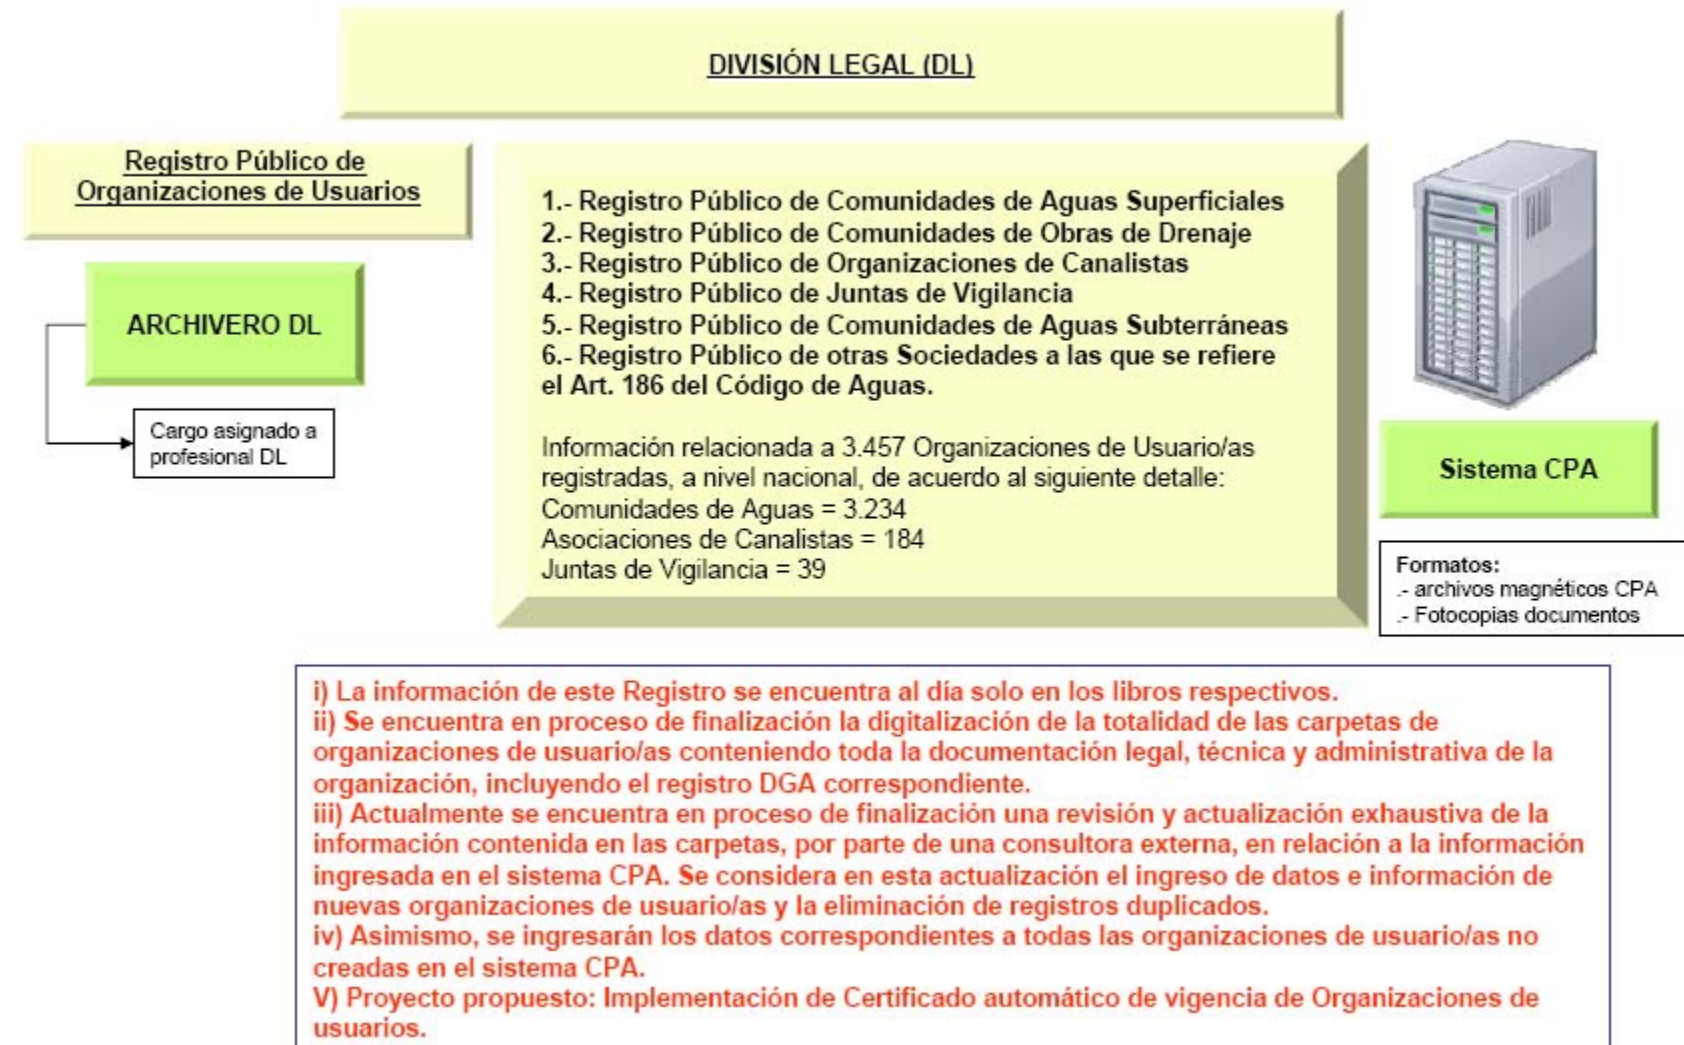 DIVISIÓN LEGAL (DL)
Registro Público de
Organizaciones de Usuarios
ARCHIVERO DL
Cargo asignado a
profesional DL
1.- Registro Público de Comunidades de Aguas Superficiales
2.- Registro Público de Comunidades de Obras de Drenaje
3.- Registro Público de Organizaciones de Canalistas
4.- Registro Público de Juntas de Vigilancia
5.- Registro Público de Comunidades de Aguas Subterráneas
6.- Registro Público de otras Sociedades a las que se refiere
el Art. 186 del Código de Aguas.
Información relacionada a 3.457 Organizaciones de Usuario/as
registradas, a nivel nacional, de acuerdo al siguiente detalle:
Comunidades de Aguas = 3.234
Asociaciones de Canalistas = 184
Juntas de Vigilancia = 39
Sistema CPA
Formatos:
.- archivos magnéticos CPA
.- Fotocopias documentos
i) La información de este Registro se encuentra al día solo en los libros respectivos.
ii) Se encuentra en proceso de finalización la digitalización de la totalidad de las carpetas de
organizaciones de usuario/as conteniendo toda la documentación legal, técnica y administrativa de la
organización, incluyendo el registro DGA correspondiente.
iii) Actualmente se encuentra en proceso de finalización una revisión y actualización exhaustiva de la
información contenida en las carpetas, por parte de una consultora externa, en relación a la información
ingresada en el sistema CPA. Se considera en esta actualización el ingreso de datos e información de
nuevas organizaciones de usuario/as y la eliminación de registros duplicados.
iv) Asimismo, se ingresarán los datos correspondientes a todas las organizaciones de usuario/as no
creadas en el sistema CPA.
V) Proyecto propuesto: Implementación de Certificado automático de vigencia de Organizaciones de
usuarios.